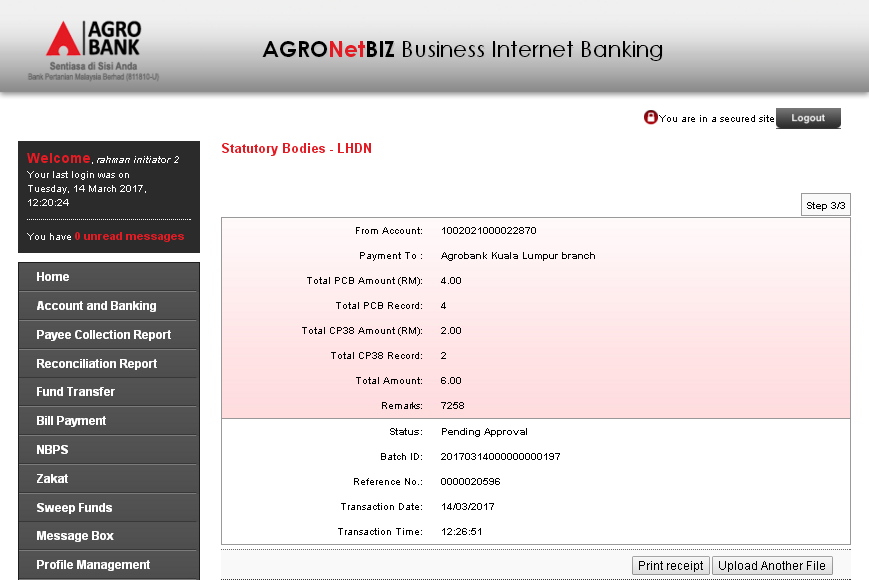 AGRO
BANK
Sentiasa di Sisi Anda
Bank Pertanian Malaysia Berhad (811810-U)
AGRONetBIZ Business Internet Banking
You are in a secured site
Logout
Welcome, rahman initiator 2
Your last login was on
Tuesday, 14 March 2017,
12:20:24
You have 0 unread messages
Home
Account and Banking
Payee Collection Report
Reconciliation Report
Fund Transfer
Bill Payment
NBPS
Zakat
Sweep Funds
Message Box
Profile Management
Statutory Bodies - LHDN
Step 3/3
From Account: 1002021000022870
Payment To : Agrobank Kuala Lumpur branch
Total PCB Amount (RM): 4.00
Total PCB Record: 4
Total CP38 Amount (RM): 2.00
Total CP38 Record: 2
Total Amount: 6.00
Remarks: 7258
Status: Pending Approval
Batch ID: 20170314000000000197
Reference No.: 0000020596
Transaction Date: 14/03/2017
Transaction Time: 12:26:51
Print receipt
Upload Another File